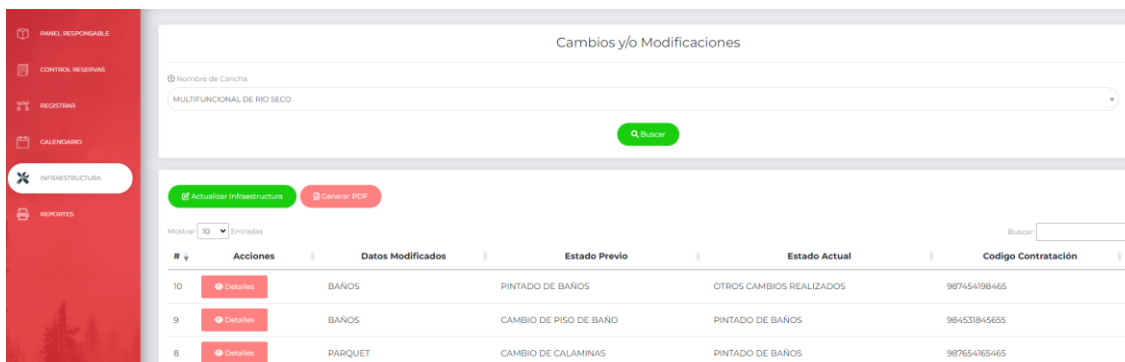 PANEL RESPONSABLE
CONTROL RESERVAS
REGISTRAR
CALENDARIO
INFRAESTRUCTURA
REPORTES
Cambios y/o Modificaciones
Nombre de Cancha
MULTIFUNCIONAL DE RIO SECO
Buscar
Actualizar Infraestructura Generar PDF
Mostrar 10 Entradas Buscar:
# Acciones Datos Modificados Estado Previo Estado Actual Codigo Contratación
10 Detalles BAÑOS PINTADO DE BAÑOS OTROS CAMBIOS REALIZADOS 987454198465
9 Detalles BAÑOS CAMBIO DE PISO DE BAÑO PINTADO DE BAÑOS 984531845655
8 Detalles PARQUET CAMBIO DE CALAMINAS PINTADO DE BAÑOS 987654165465